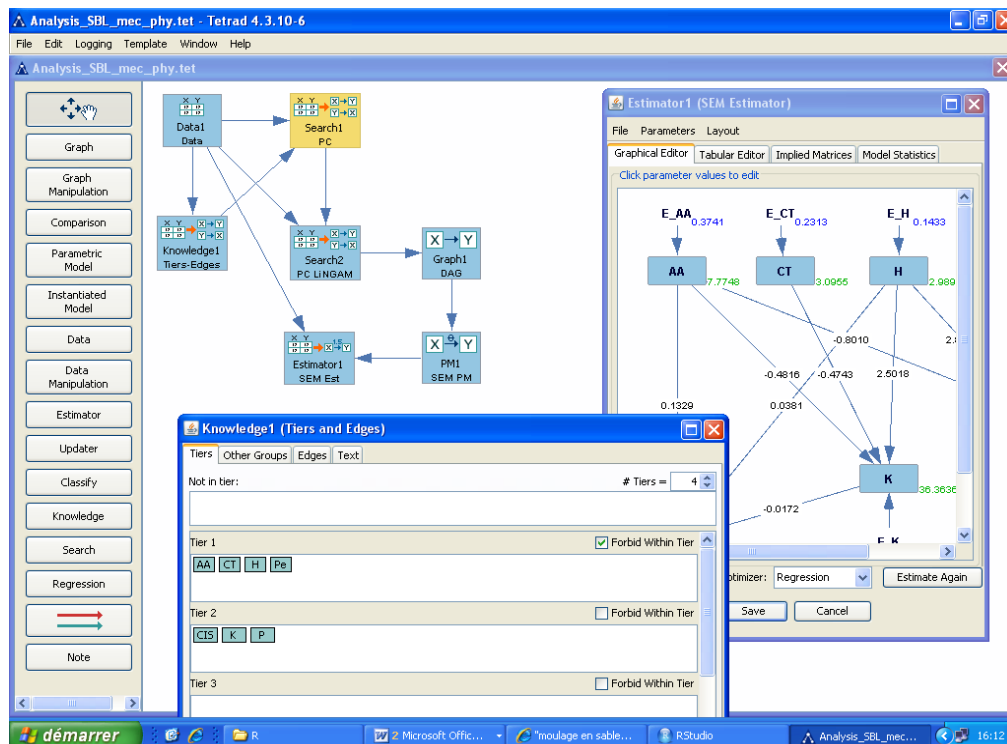 Analysis_SBL_mec_phy.tet - Tetrad 4.3.10-6
File Edit Logging Template Window Help
Analysis_SBL_mec_phy.tet
Graph
Graph
Manipulation
Comparison
Parametric
Model
Instantiated
Model
Data
Data
Manipulation
Estimator
Updater
Classify
Knowledge
Search
Regression
Note
X Y
Data1
Data
X Y X Y
Y X
Search1
PC
X Y X Y
Y X
Knowledge1
Tiers-Edges
X Y X Y
Y X
Search2
PC LiNGAM
X Y
Graph1
DAG
X Y
Estimator1
SEM Est
X Y
PM1
SEM PM
Estimator1 (SEM Estimator)
File Parameters Layout
Graphical Editor Tabular Editor Implied Matrices Model Statistics
Click parameter values to edit
E_AA 0.3741
E_CT 0.2313
E_H 0.1433
AA 7.7748
CT 3.0955
H 2.989
-0.8010
-0.4816 -0.4743 2.5018
0.1329 0.0381
K 36.3636
-0.0172
E_K
Optimizer: Regression Estimate Again
Save Cancel
Knowledge1 (Tiers and Edges)
Tiers Other Groups Edges Text
Not in tier: # Tiers = 4
Tier 1 Forbid Within Tier
AA CT H Pe
Tier 2 Forbid Within Tier
CIS K P
Tier 3 Forbid Within Tier
démarrer R 2 Microsoft Offic... "moulage en sable... RStudio Analysis_SBL_mec... 16:12